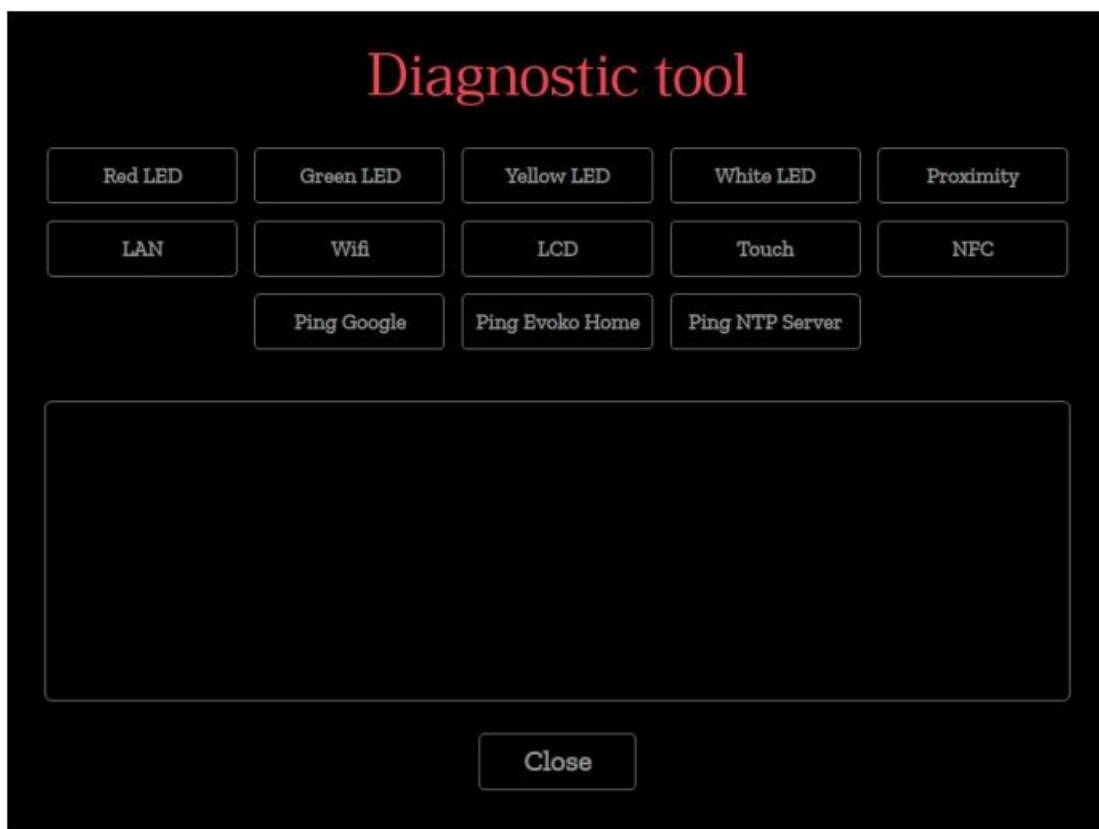 Diagnostic tool
Red LED Green LED Yellow LED White LED Proximity
LAN Wifi LCD Touch NFC
Ping Google Ping Evoko Home Ping NTP Server
Close